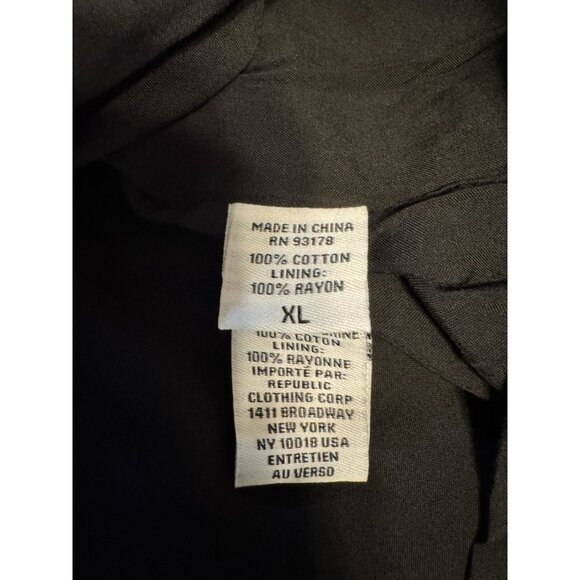 MADE IN CHINA
RN 93178
100% COTTON
LINING:
100% RAYON
XL
100% COTON
LINING:
100% RAYONNE
IMPORTÉ PAR:
REPUBLIC
CLOTHING CORP
1411 BROADWAY
NEW YORK
NY 10018 USA
ENTRETIEN
AU VERSO